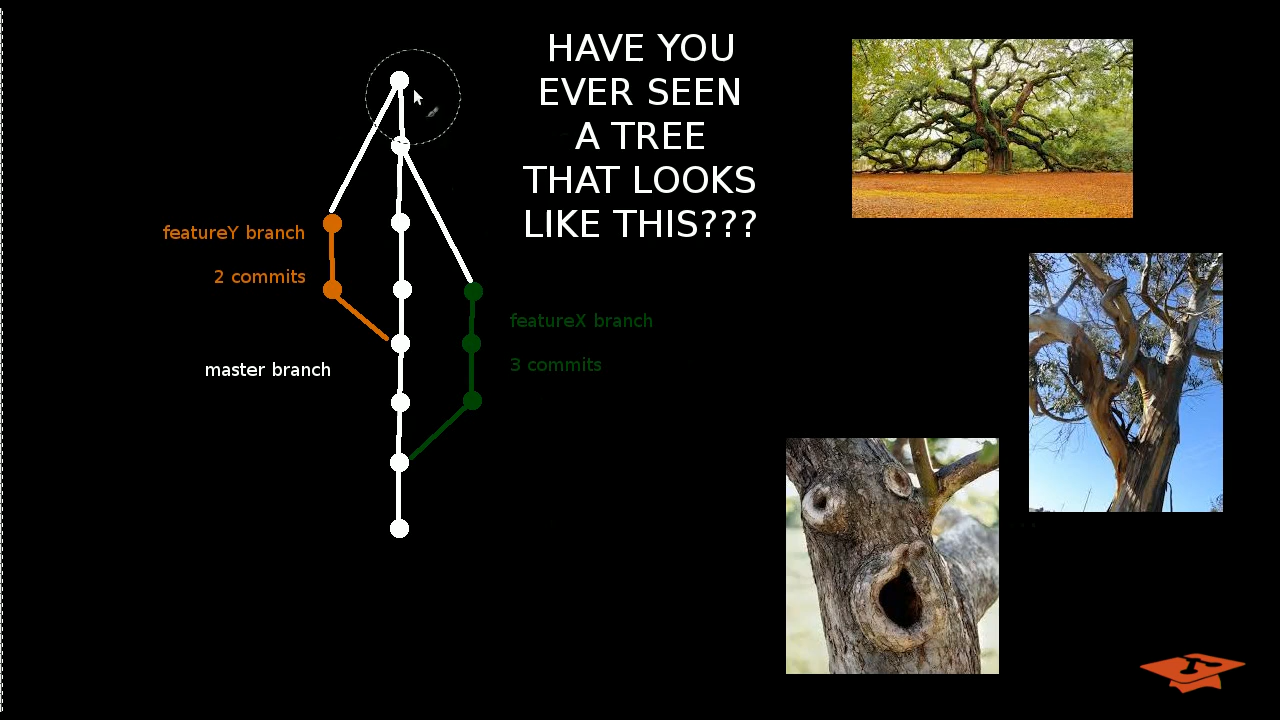 HAVE YOU
EVER SEEN
A TREE
THAT LOOKS
LIKE THIS???
featureY branch
2 commits
featureX branch
3 commits
master branch